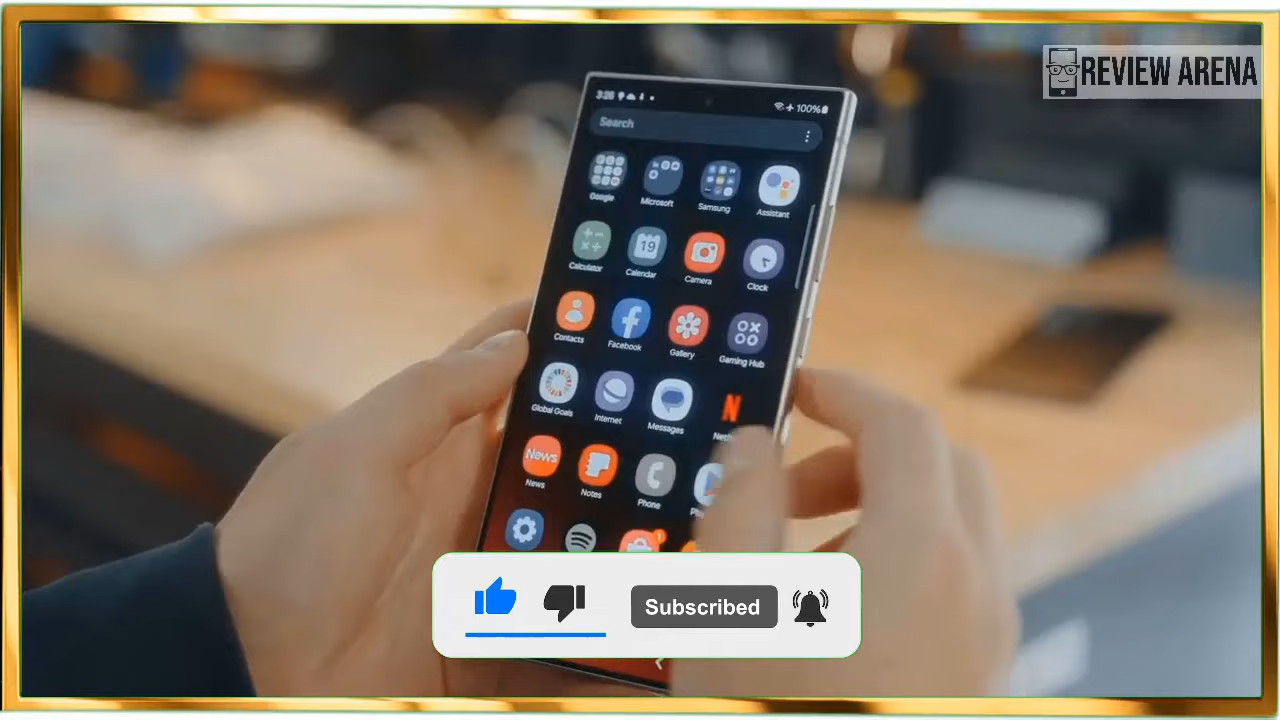 REVIEW ARENA
3:26
100%
Search
Google
Microsoft
Samsung
Assistant
Calculator
19
Calendar
Camera
Clock
Contacts
Facebook
Gallery
Gaming Hub
Global Goals
Internet
Messages
N
News
News
Notes
Phone
1
Subscribed